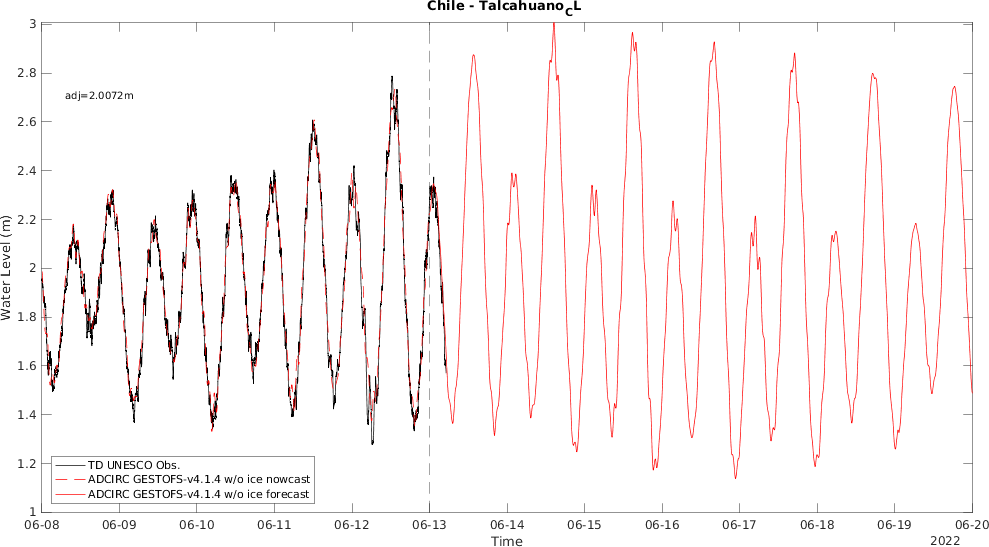 Chile - Talcahuano_CL
3
2.8
2.6
2.4
2.2
2
1.8
1.6
1.4
1.2
1
Water Level (m)
adj=2.0072m
TD UNESCO Obs.
ADCIRC GESTOFS-v4.1.4 w/o ice nowcast
ADCIRC GESTOFS-v4.1.4 w/o ice forecast
06-08 06-09 06-10 06-11 06-12 06-13 06-14 06-15 06-16 06-17 06-18 06-19 06-20
Time
2022